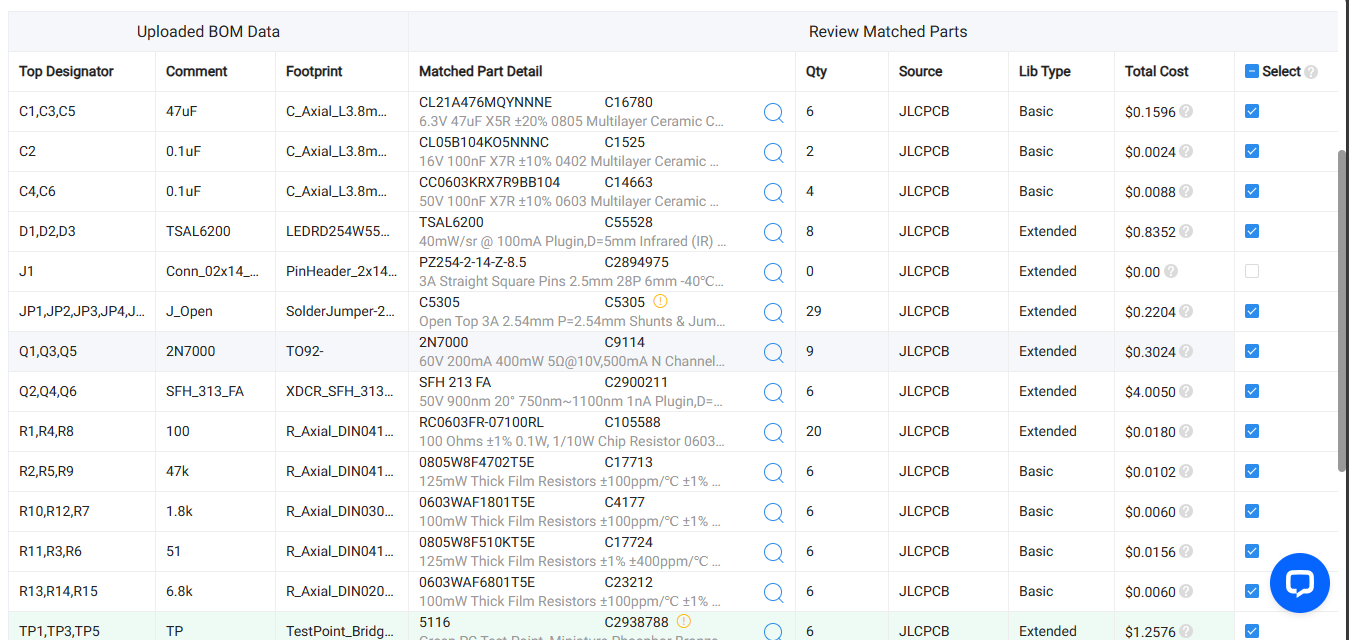 Uploaded BOM Data Review Matched Parts
Top Designator Comment Footprint Matched Part Detail Qty Source Lib Type Total Cost Select
C1,C3,C5 47uF C_Axial_L3.8m... CL21A476MQYNNNE C16780 6 JLCPCB Basic $0.1596
6.3V 47uF X5R ±20% 0805 Multilayer Ceramic C...
C2 0.1uF C_Axial_L3.8m... CL05B104KO5NNNC C1525 2 JLCPCB Basic $0.0024
16V 100nF X7R ±10% 0402 Multilayer Ceramic ...
C4,C6 0.1uF C_Axial_L3.8m... CC0603KRX7R9BB104 C14663 4 JLCPCB Basic $0.0088
50V 100nF X7R ±10% 0603 Multilayer Ceramic ...
D1,D2,D3 TSAL6200 LEDRD254W55... TSAL6200 C55528 8 JLCPCB Extended $0.8352
40mW/sr @ 100mA Plugin,D=5mm Infrared (IR) ...
J1 Conn_02x14_... PinHeader_2x14... PZ254-2-14-Z-8.5 C2894975 0 JLCPCB Extended $0.00
3A Straight Square Pins 2.5mm 28P 6mm -40℃...
JP1,JP2,JP3,JP4,J... J_Open SolderJumper-2... C5305 C5305 29 JLCPCB Extended $0.2204
Open Top 3A 2.54mm P=2.54mm Shunts & Jum...
Q1,Q3,Q5 2N7000 TO92- 2N7000 C9114 9 JLCPCB Extended $0.3024
60V 200mA 400mW 5Ω@10V,500mA N Channel...
Q2,Q4,Q6 SFH_313_FA XDCR_SFH_313... SFH 213 FA C2900211 6 JLCPCB Extended $4.0050
50V 900nm 20° 750nm~1100nm 1nA Plugin,D=...
R1,R4,R8 100 R_Axial_DIN041... RC0603FR-07100RL C105588 20 JLCPCB Extended $0.0180
100 Ohms ±1% 0.1W, 1/10W Chip Resistor 0603...
R2,R5,R9 47k R_Axial_DIN041... 0805W8F4702T5E C17713 6 JLCPCB Basic $0.0102
125mW Thick Film Resistors ±100ppm/℃ ±1% ...
R10,R12,R7 1.8k R_Axial_DIN030... 0603WAF1801T5E C4177 6 JLCPCB Basic $0.0060
100mW Thick Film Resistors ±100ppm/℃ ±1% ...
R11,R3,R6 51 R_Axial_DIN041... 0805W8F510KT5E C17724 6 JLCPCB Basic $0.0156
125mW Thick Film Resistors ±1% ±400ppm/℃ ...
R13,R14,R15 6.8k R_Axial_DIN020... 0603WAF6801T5E C23212 6 JLCPCB Basic $0.0060
100mW Thick Film Resistors ±100ppm/℃ ±1% ...
TP1,TP3,TP5 TP TestPoint_Bridg... 5116 C2938788 6 JLCPCB Extended $1.2576
Green PC Test Point, Miniature Phosphor Bronze